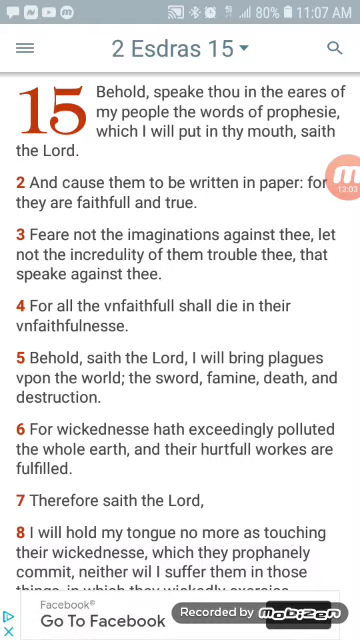 80% 11:07 AM
2 Esdras 15
15 Behold, speake thou in the eares of
my people the words of prophesie,
which I will put in thy mouth, saith
the Lord.
2 And cause them to be written in paper: for
they are faithfull and true.
13:03
3 Feare not the imaginations against thee, let
not the incredulity of them trouble thee, that
speake against thee.
4 For all the vnfaithfull shall die in their
vnfaithfulnesse.
5 Behold, saith the Lord, I will bring plagues
vpon the world; the sword, famine, death, and
destruction.
6 For wickednesse hath exceedingly polluted
the whole earth, and their hurtfull workes are
fulfilled.
7 Therefore saith the Lord,
8 I will hold my tongue no more as touching
their wickednesse, which they prophanely
commit, neither wil I suffer them in those
things, in which they wickedly exercise
Facebook®
Go To Facebook
Recorded by mobizen